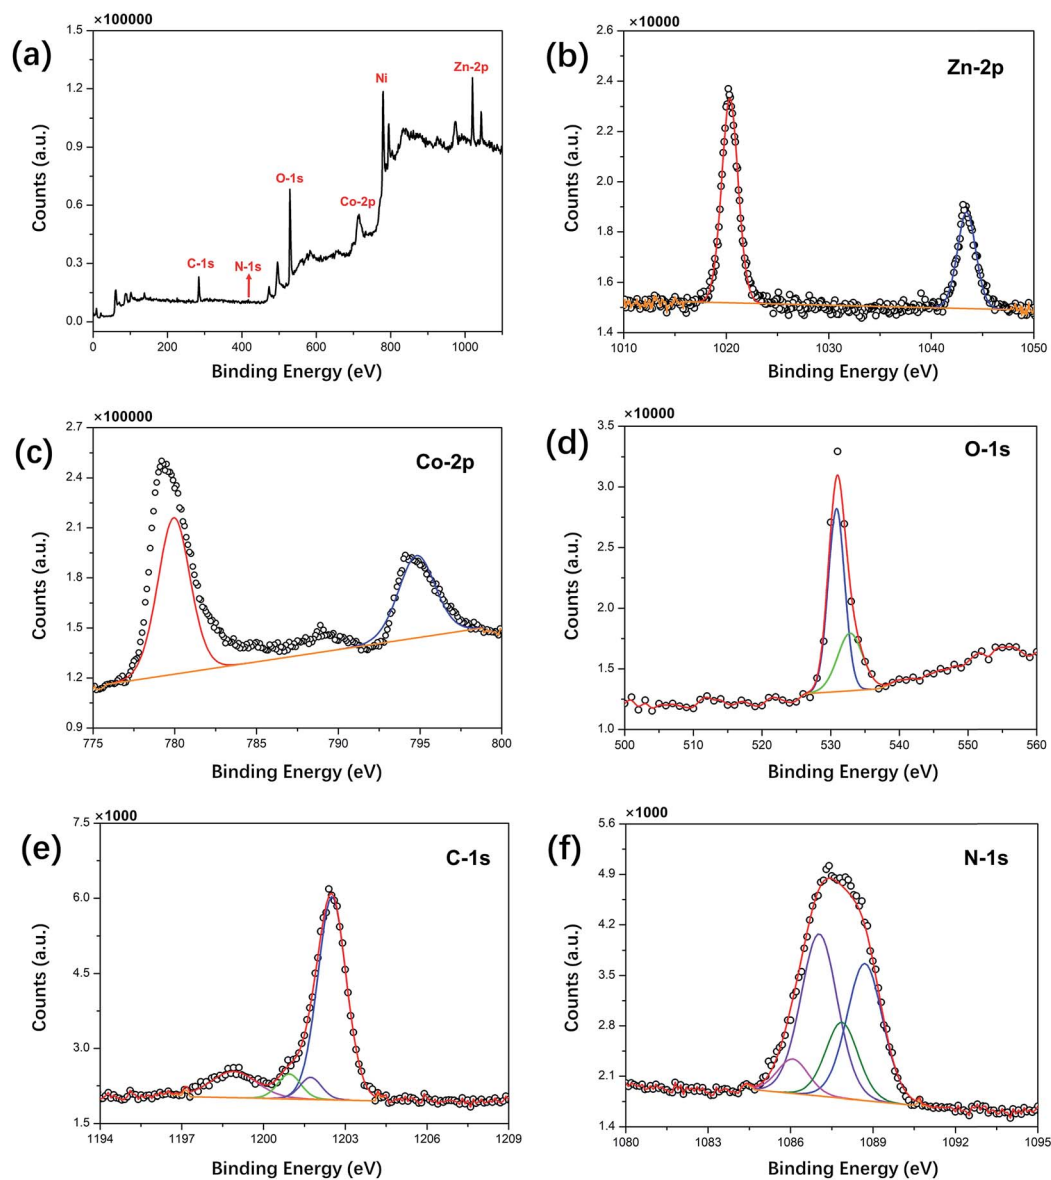 (a)
×100000
1.5
1.2
0.9
0.6
0.3
0.0
Counts (a.u.)
C-1s
N-1s
O-1s
Co-2p
Ni
Zn-2p
0 200 400 600 800 1000
Binding Energy (eV)
(b)
×10000
Zn-2p
2.6
2.4
2.2
2.0
1.8
1.6
1.4
Counts (a.u.)
1010 1020 1030 1040 1050
Binding Energy (eV)
(c)
×100000
Co-2p
2.7
2.4
2.1
1.8
1.5
1.2
0.9
Counts (a.u.)
775 780 785 790 795 800
Binding Energy (eV)
(d)
×10000
O-1s
3.5
3.0
2.5
2.0
1.5
1.0
Counts (a.u.)
500 510 520 530 540 550 560
Binding Energy (eV)
(e)
×1000
C-1s
7.5
6.0
4.5
3.0
1.5
Counts (a.u.)
1194 1197 1200 1203 1206 1209
Binding Energy (eV)
(f)
×1000
N-1s
5.6
4.9
4.2
3.5
2.8
2.1
1.4
Counts (a.u.)
1080 1083 1086 1089 1092 1095
Binding Energy (eV)